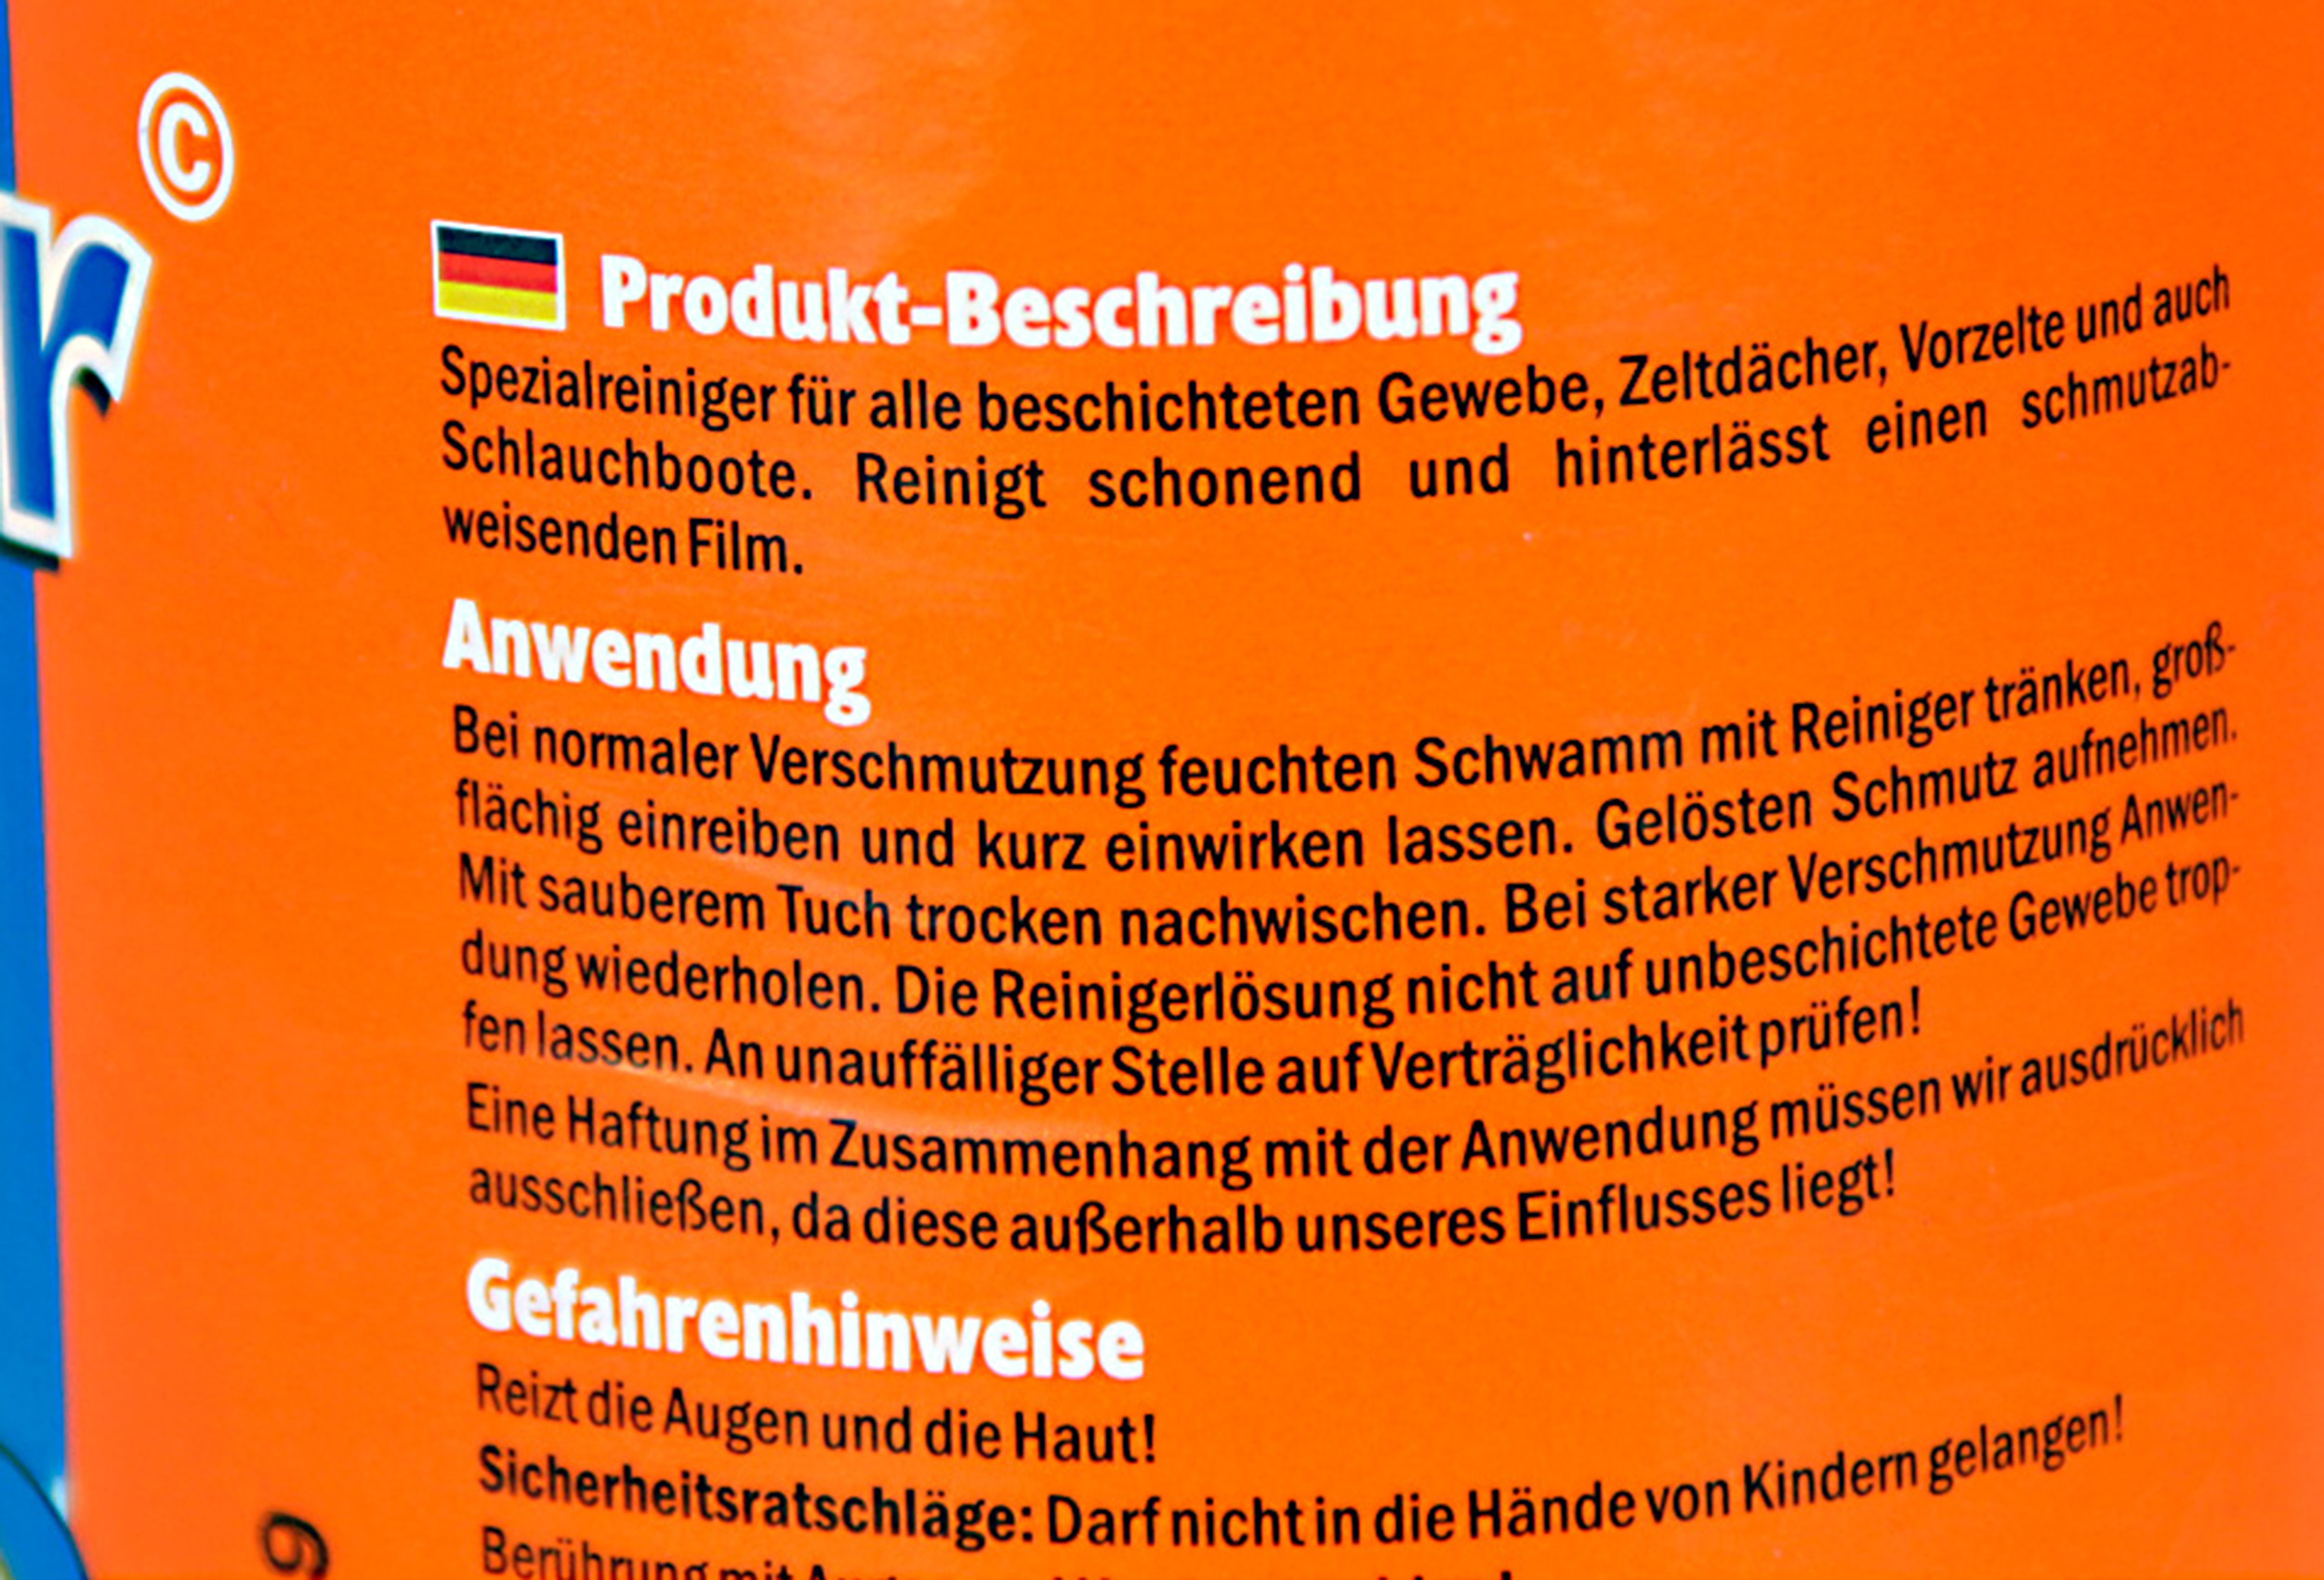 ©
r
Produkt-Beschreibung
Spezialreiniger für alle beschichteten Gewebe, Zeltdächer, Vorzelte und auch
Schlauchboote. Reinigt schonend und hinterlässt einen schmutzab-
weisenden Film.
Anwendung
Bei normaler Verschmutzung feuchten Schwamm mit Reiniger tränken, groß-
flächig einreiben und kurz einwirken lassen. Gelösten Schmutz aufnehmen.
Mit sauberem Tuch trocken nachwischen. Bei starker Verschmutzung Anwen-
dung wiederholen. Die Reinigerlösung nicht auf unbeschichtete Gewebe trop-
fen lassen. An unauffälliger Stelle auf Verträglichkeit prüfen!
Eine Haftung im Zusammenhang mit der Anwendung müssen wir ausdrücklich
ausschließen, da diese außerhalb unseres Einflusses liegt!
Gefahrenhinweise
Reizt die Augen und die Haut!
Sicherheitsratschläge: Darf nicht in die Hände von Kindern gelangen!
Berührung mit